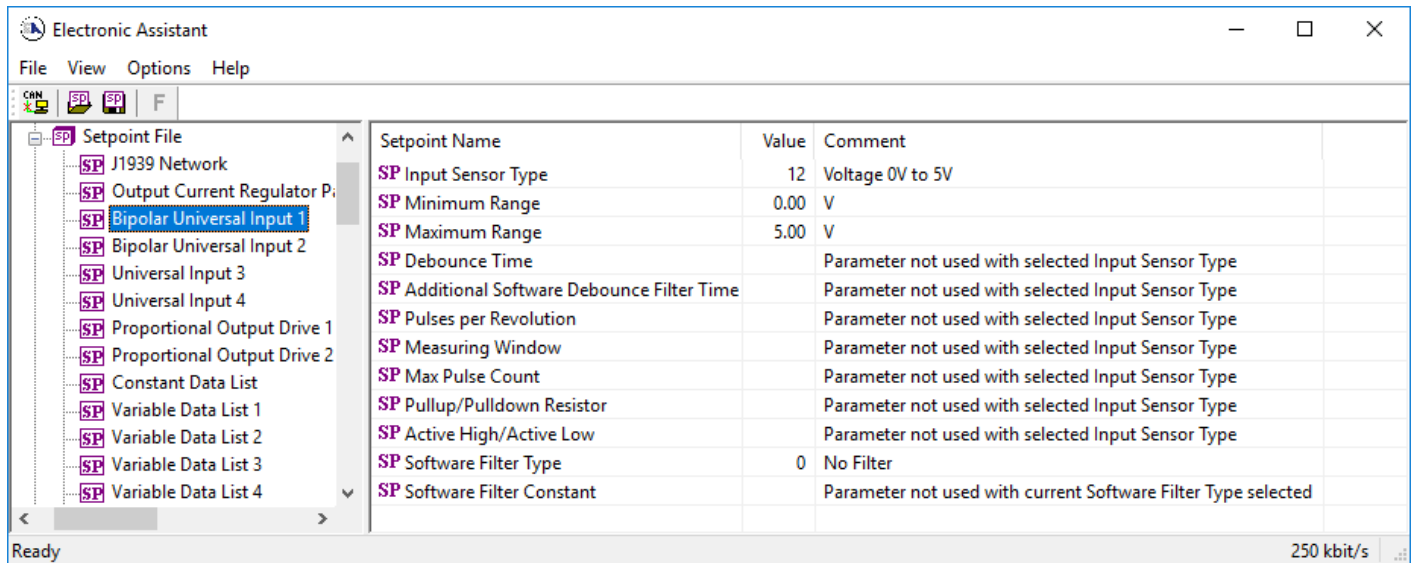 Electronic Assistant
File View Options Help
CAN SP SP F
SP Setpoint File
SP J1939 Network
SP Output Current Regulator Pa
SP Bipolar Universal Input 1
SP Bipolar Universal Input 2
SP Universal Input 3
SP Universal Input 4
SP Proportional Output Drive 1
SP Proportional Output Drive 2
SP Constant Data List
SP Variable Data List 1
SP Variable Data List 2
SP Variable Data List 3
SP Variable Data List 4
Setpoint Name Value Comment
SP Input Sensor Type 12 Voltage 0V to 5V
SP Minimum Range 0.00 V
SP Maximum Range 5.00 V
SP Debounce Time Parameter not used with selected Input Sensor Type
SP Additional Software Debounce Filter Time Parameter not used with selected Input Sensor Type
SP Pulses per Revolution Parameter not used with selected Input Sensor Type
SP Measuring Window Parameter not used with selected Input Sensor Type
SP Max Pulse Count Parameter not used with selected Input Sensor Type
SP Pullup/Pulldown Resistor Parameter not used with selected Input Sensor Type
SP Active High/Active Low Parameter not used with selected Input Sensor Type
SP Software Filter Type 0 No Filter
SP Software Filter Constant Parameter not used with current Software Filter Type selected
Ready 250 kbit/s